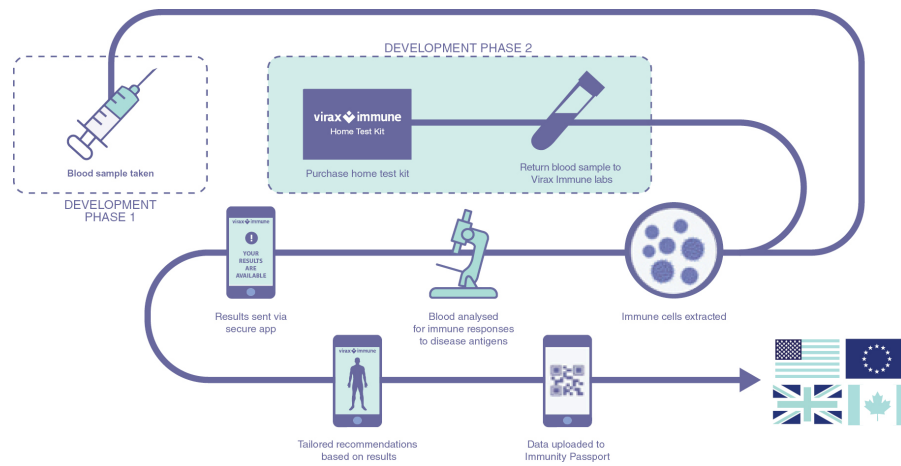 DEVELOPMENT PHASE 2
virax immune
Home Test Kit
Purchase home test kit
Return blood sample to
Virax Immune labs
Blood sample taken
DEVELOPMENT
PHASE 1
virax immune
YOUR
RESULTS
ARE
AVAILABLE
Results sent via
secure app
Blood analysed
for immune responses
to disease antigens
Immune cells extracted
virax immune
Tailored recommendations
based on results
Data uploaded to
Immunity Passport